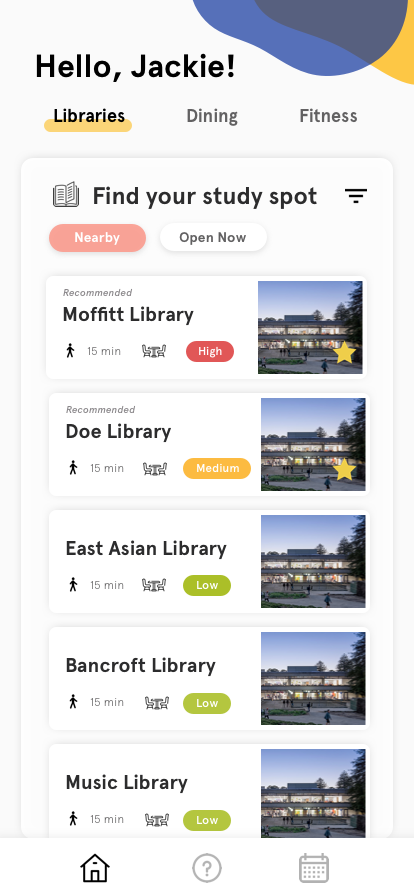 Hello, Jackie!
Libraries Dining Fitness
Find your study spot
Nearby Open Now
Recommended
Moffitt Library
15 min High
Recommended
Doe Library
15 min Medium
East Asian Library
15 min Low
Bancroft Library
15 min Low
Music Library
15 min Low
?